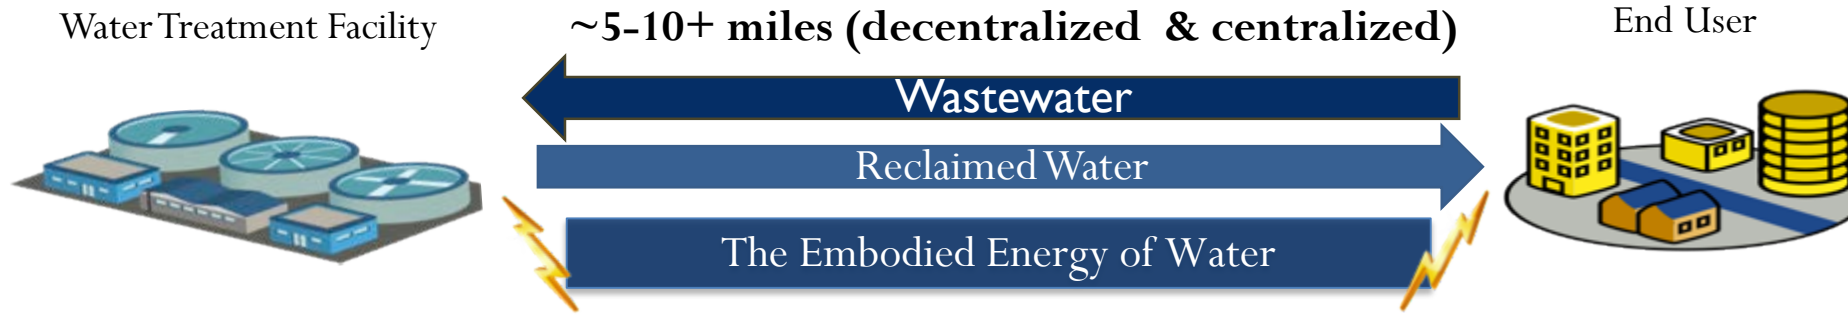 Water Treatment Facility
~5-10+ miles (decentralized & centralized)
End User
Wastewater
Reclaimed Water
The Embodied Energy of Water